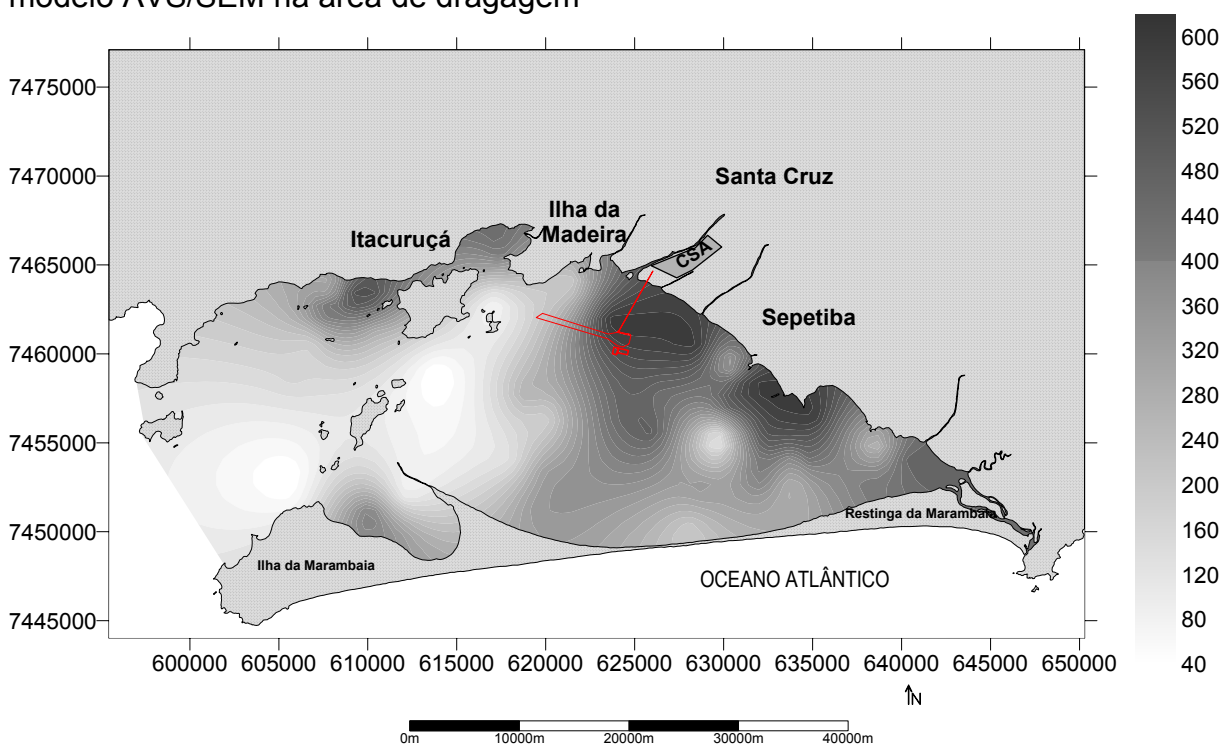 modelo AVS/SEM na área de dragagem
600
7475000
560
520
7470000
Santa Cruz
480
Ilha da
Madeira
Itacuruçá
440
CSA
7465000
400
360
Sepetiba
7460000
320
280
7455000
240
200
Restinga da Marambaia
7450000
160
Ilha da Marambaia
OCEANO ATLÂNTICO
120
7445000
80
600000 605000 610000 615000 620000 625000 630000 635000 640000 645000 650000
40
N
0m 10000m 20000m 30000m 40000m